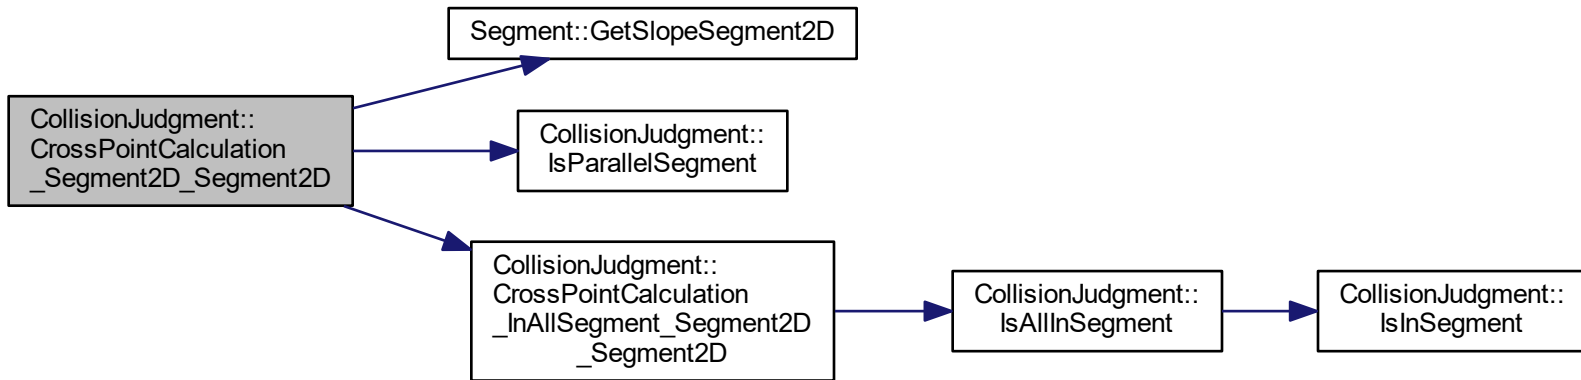 Segment::GetSlopeSegment2D
CollisionJudgment::
CrossPointCalculation
_Segment2D_Segment2D
CollisionJudgment::
IsParallelSegment
CollisionJudgment::
CrossPointCalculation
_InAllSegment_Segment2D
_Segment2D
CollisionJudgment::
IsAllInSegment
CollisionJudgment::
IsInSegment